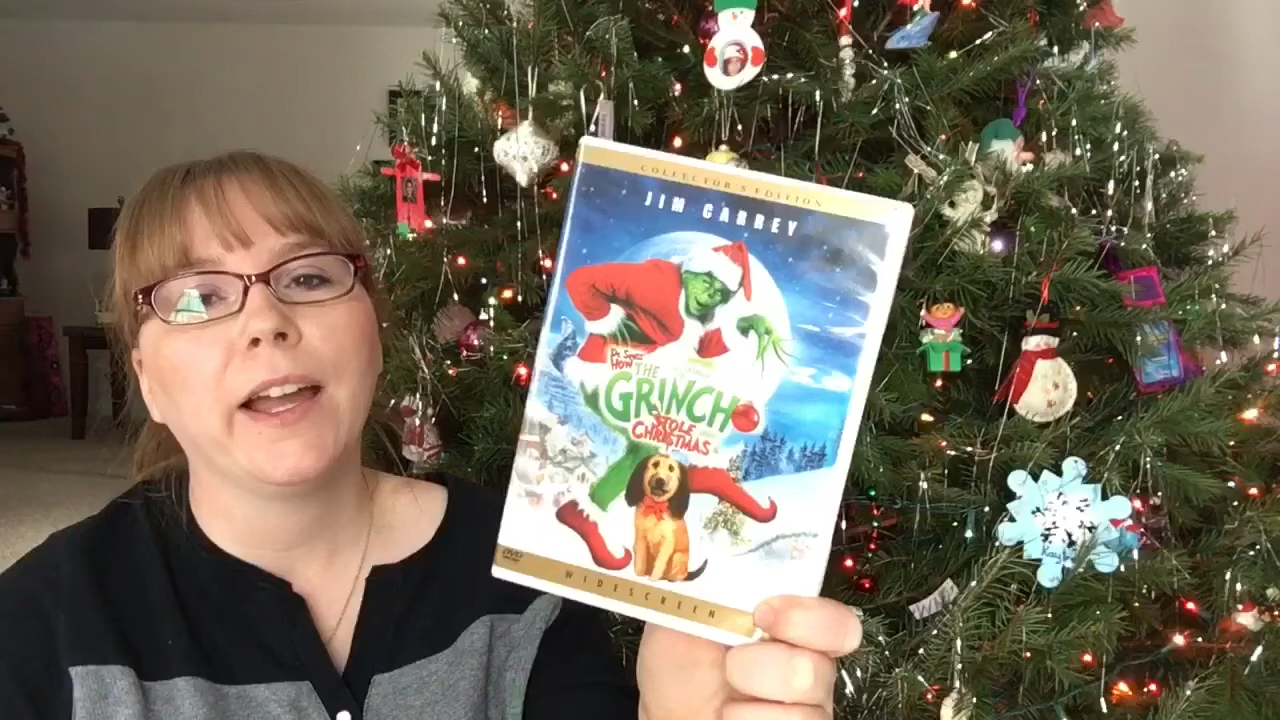 COLLECTOR'S EDITION
JIM CARREY
Dr. Seuss'
HOW THE
GRINCH
STOLE
CHRISTMAS
DVD
WIDESCREEN